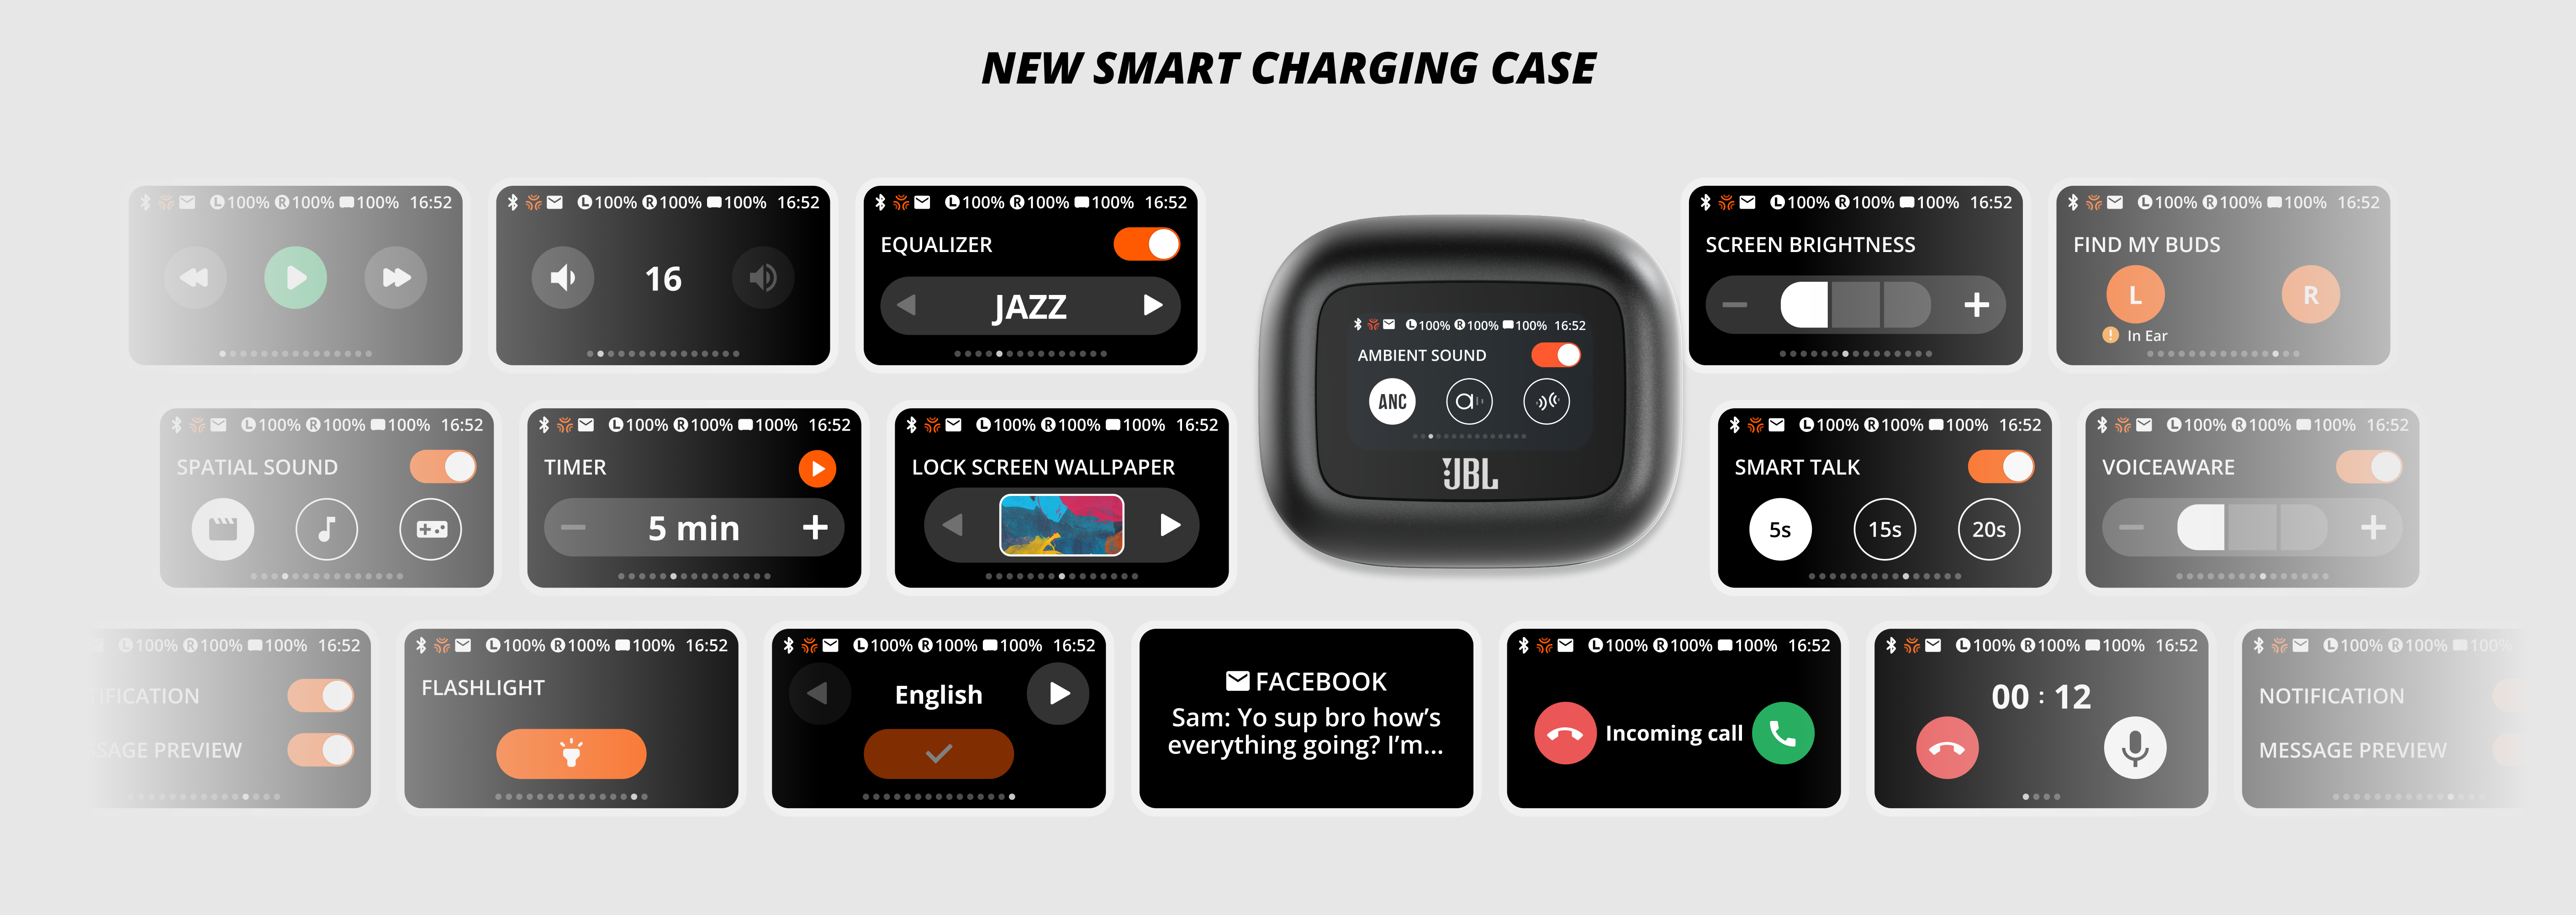 NEW SMART CHARGING CASE
L 100% R 100% 100% 16:52
L 100% R 100% 100% 16:52
16
L 100% R 100% 100% 16:52
EQUALIZER
JAZZ
L 100% R 100% 100% 16:52
AMBIENT SOUND
ANC
JBL
L 100% R 100% 100% 16:52
SCREEN BRIGHTNESS
L 100% R 100% 100% 16:52
FIND MY BUDS
L R
In Ear
L 100% R 100% 100% 16:52
SPATIAL SOUND
L 100% R 100% 100% 16:52
TIMER
5 min
L 100% R 100% 100% 16:52
LOCK SCREEN WALLPAPER
L 100% R 100% 100% 16:52
SMART TALK
5s 15s 20s
L 100% R 100% 100% 16:52
VOICEAWARE
L 100% R 100% 100% 16:52
TIFICATION
SSAGE PREVIEW
L 100% R 100% 100% 16:52
FLASHLIGHT
L 100% R 100% 100% 16:52
English
FACEBOOK
Sam: Yo sup bro how’s
everything going? I’m...
L 100% R 100% 100% 16:52
Incoming call
L 100% R 100% 100% 16:52
00 : 12
L 100% R 100% 100%
NOTIFICATION
MESSAGE PREVIEW